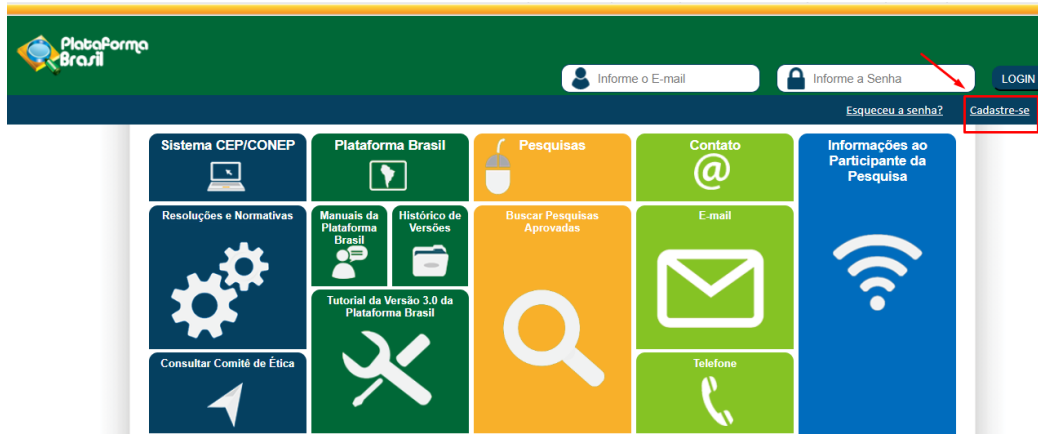 Plataforma
Brasil
Informe o E-mail
Informe a Senha
LOGIN
Esqueceu a senha?
Cadastre-se
Sistema CEP/CONEP
Plataforma Brasil
Pesquisas
Contato
@
Informações ao
Participante da
Pesquisa
Resoluções e Normativas
Manuais da
Plataforma
Brasil
Histórico de
Versões
Buscar Pesquisas
Aprovadas
E-mail
Tutorial da Versão 3.0 da
Plataforma Brasil
Consultar Comitê de Ética
Telefone